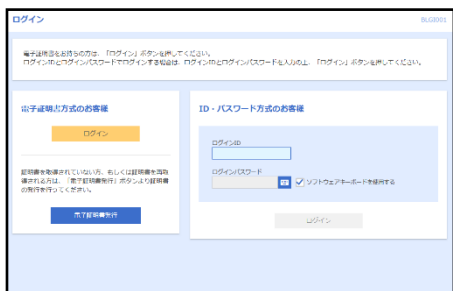 ログイン
BLGI001
電子証明書をお持ちの方は、「ログイン」ボタンを押してください。
ログインIDとログインパスワードでログインする場合は、ログインIDとログインパスワードを入力の上、「ログイン」ボタンを押してください。
電子証明書方式のお客様
ログイン
証明書を取得されていない方、もしくは証明書を再取
得される方は、「電子証明書発行」ボタンより証明書
の発行を行ってください。
電子証明書発行
ID・パスワード方式のお客様
ログインID
ログインパスワード
ソフトウェアキーボードを使用する
ログイン